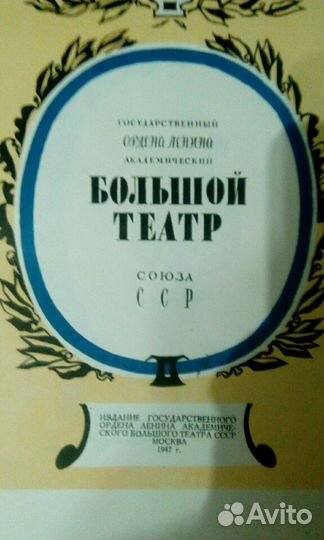 ГОСУДАРСТВЕННЫЙ
ОРДЕНА ЛЕНИНА
АКАДЕМИЧЕСКИЙ
БОЛЬШОЙ
ТЕАТР
СОЮЗА
ССР
ИЗДАНИЕ ГОСУДАРСТВЕННОГО
ОРДЕНА ЛЕНИНА АКАДЕМИЧЕ-
СКОГО БОЛЬШОГО ТЕАТРА СССР
МОСКВА
1947 г.
Avito